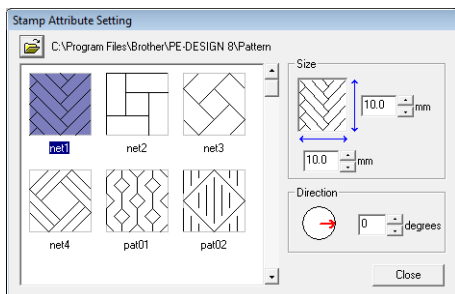 Stamp Attribute Setting
C:\Program Files\Brother\PE-DESIGN 8\Pattern
net1 net2 net3
net4 pat01 pat02
Size
10.0 mm
10.0 mm
Direction
0 degrees
Close